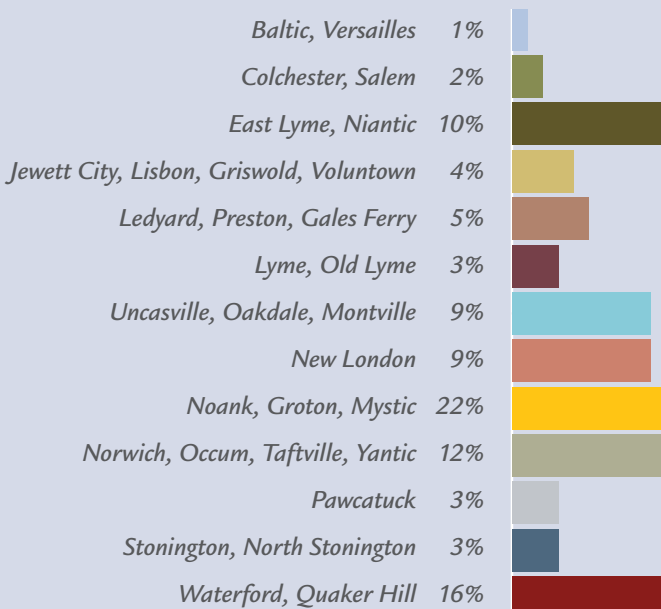 Baltic, Versailles 1%
Colchester, Salem 2%
East Lyme, Niantic 10%
Jewett City, Lisbon, Griswold, Voluntown 4%
Ledyard, Preston, Gales Ferry 5%
Lyme, Old Lyme 3%
Uncasville, Oakdale, Montville 9%
New London 9%
Noank, Groton, Mystic 22%
Norwich, Occum, Taftville, Yantic 12%
Pawcatuck 3%
Stonington, North Stonington 3%
Waterford, Quaker Hill 16%